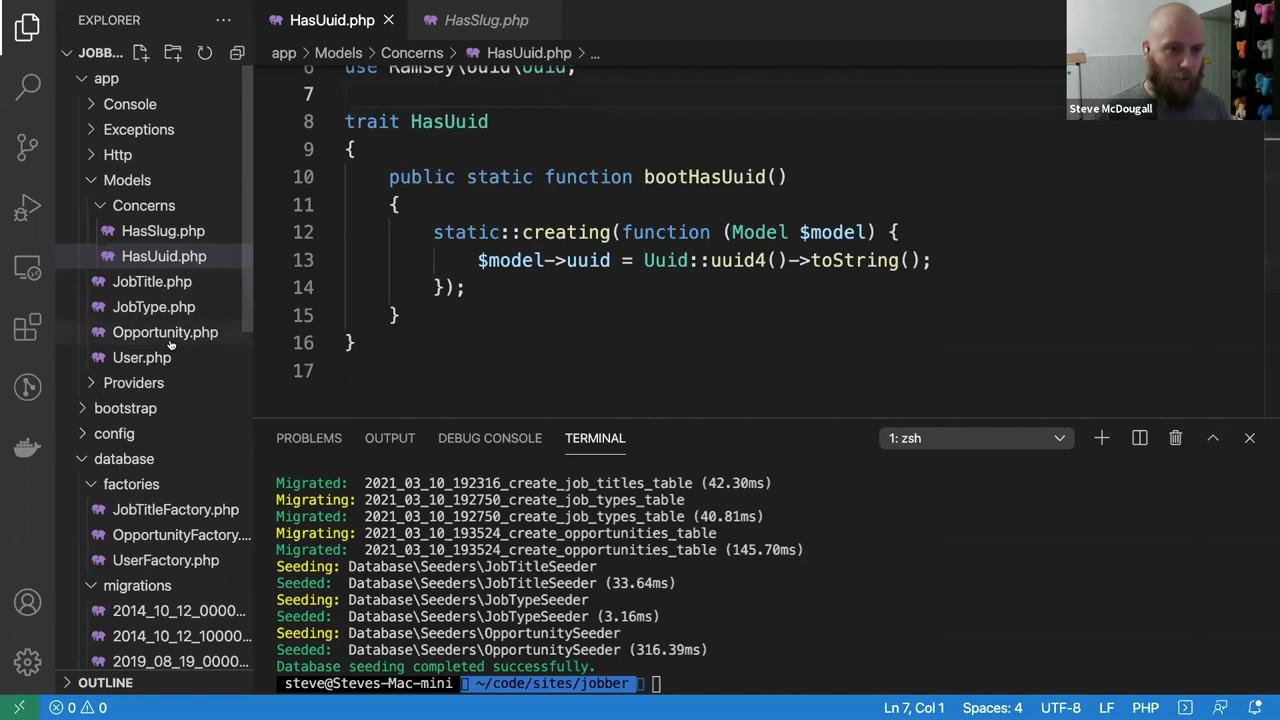 EXPLORER
JOBB...
app
Console
Exceptions
Http
Models
Concerns
HasSlug.php
HasUuid.php
JobTitle.php
JobType.php
Opportunity.php
User.php
Providers
bootstrap
config
database
factories
JobTitleFactory.php
OpportunityFactory....
UserFactory.php
migrations
2014_10_12_0000...
2014_10_12_10000...
2019_08_19_0000...
OUTLINE
HasUuid.php
HasSlug.php
app > Models > Concerns > HasUuid.php > ...
6 use Ramsey\Uuid\Uuid;
7
8 trait HasUuid
9 {
10 public static function bootHasUuid()
11 {
12 static::creating(function (Model $model) {
13 $model->uuid = Uuid::uuid4()->toString();
14 });
15 }
16 }
17
Steve McDougall
PROBLEMS OUTPUT DEBUG CONSOLE TERMINAL 1: zsh
Migrated: 2021_03_10_192316_create_job_titles_table (42.30ms)
Migrating: 2021_03_10_192750_create_job_types_table
Migrated: 2021_03_10_192750_create_job_types_table (40.81ms)
Migrating: 2021_03_10_193524_create_opportunities_table
Migrated: 2021_03_10_193524_create_opportunities_table (145.70ms)
Seeding: Database\Seeders\JobTitleSeeder
Seeded: Database\Seeders\JobTitleSeeder (33.64ms)
Seeding: Database\Seeders\JobTypeSeeder
Seeded: Database\Seeders\JobTypeSeeder (3.16ms)
Seeding: Database\Seeders\OpportunitySeeder
Seeded: Database\Seeders\OpportunitySeeder (316.39ms)
Database seeding completed successfully.
steve@Steves-Mac-mini ~/code/sites/jobber
0 0 Ln 7, Col 1 Spaces: 4 UTF-8 LF PHP